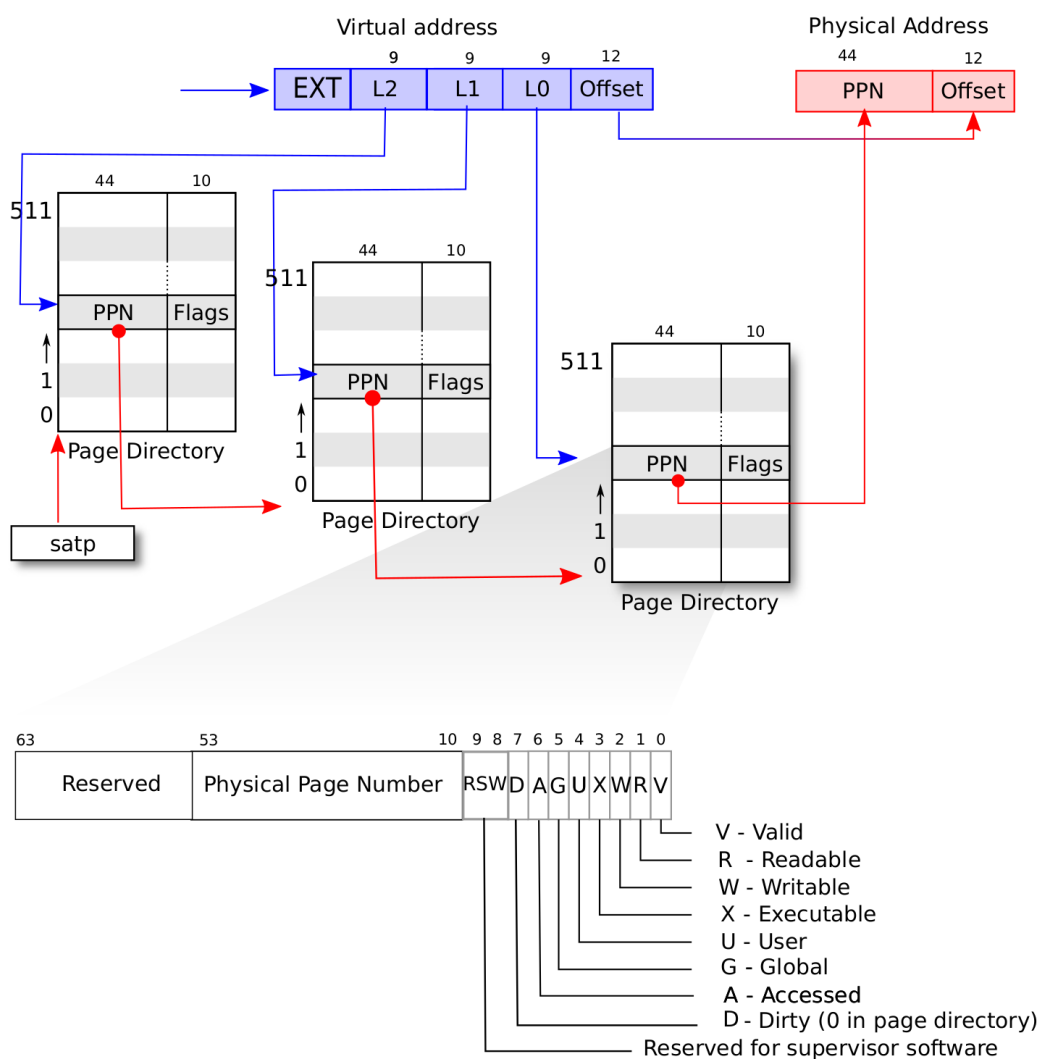 Virtual address
Physical Address
9 9 9 12
44 12
EXT L2 L1 L0 Offset
PPN Offset
44 10
511
PPN Flags
1
0
Page Directory
satp
44 10
511
PPN Flags
1
0
Page Directory
44 10
511
PPN Flags
1
0
Page Directory
63 53 10 9 8 7 6 5 4 3 2 1 0
Reserved Physical Page Number RSW D A G U X W R V
V - Valid
R - Readable
W - Writable
X - Executable
U - User
G - Global
A - Accessed
D - Dirty (0 in page directory)
Reserved for supervisor software